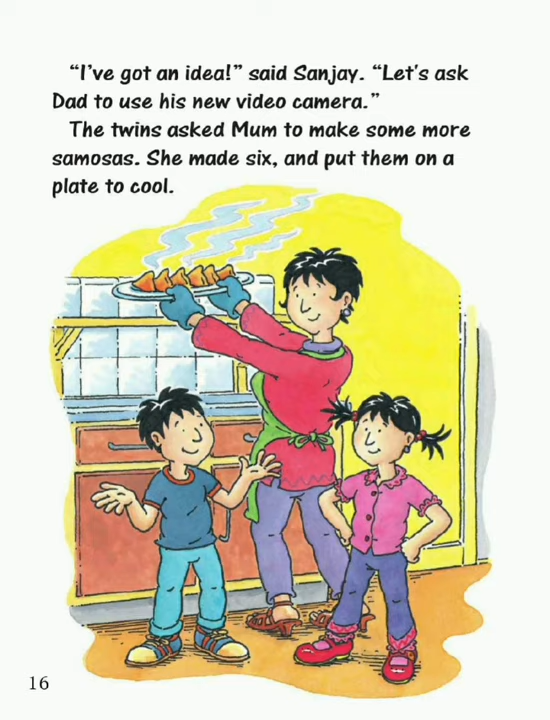 “I’ve got an idea!” said Sanjay. “Let's ask
Dad to use his new video camera.”
The twins asked Mum to make some more
samosas. She made six, and put them on a
plate to cool.
16